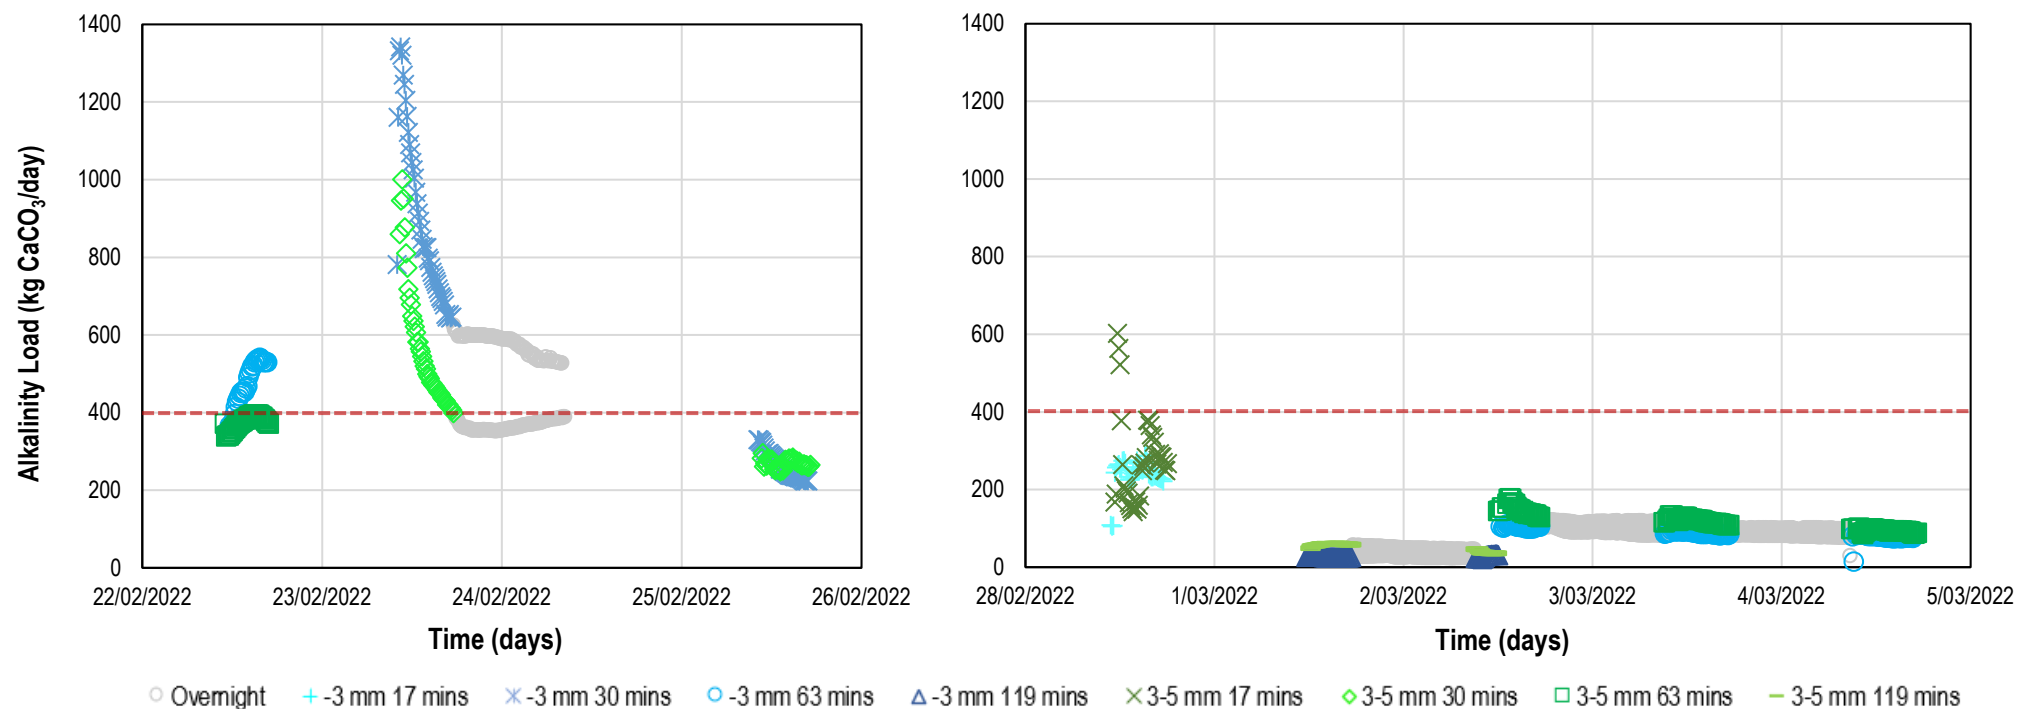 Alkalinity Load (kg CaCO₃/day)
1400
1200
1000
800
600
400
200
0
22/02/2022
23/02/2022
24/02/2022
25/02/2022
26/02/2022
Time (days)
1400
1200
1000
800
600
400
200
0
28/02/2022
1/03/2022
2/03/2022
3/03/2022
4/03/2022
5/03/2022
Time (days)
Overnight
-3 mm 17 mins
-3 mm 30 mins
-3 mm 63 mins
-3 mm 119 mins
3-5 mm 17 mins
3-5 mm 30 mins
3-5 mm 63 mins
3-5 mm 119 mins